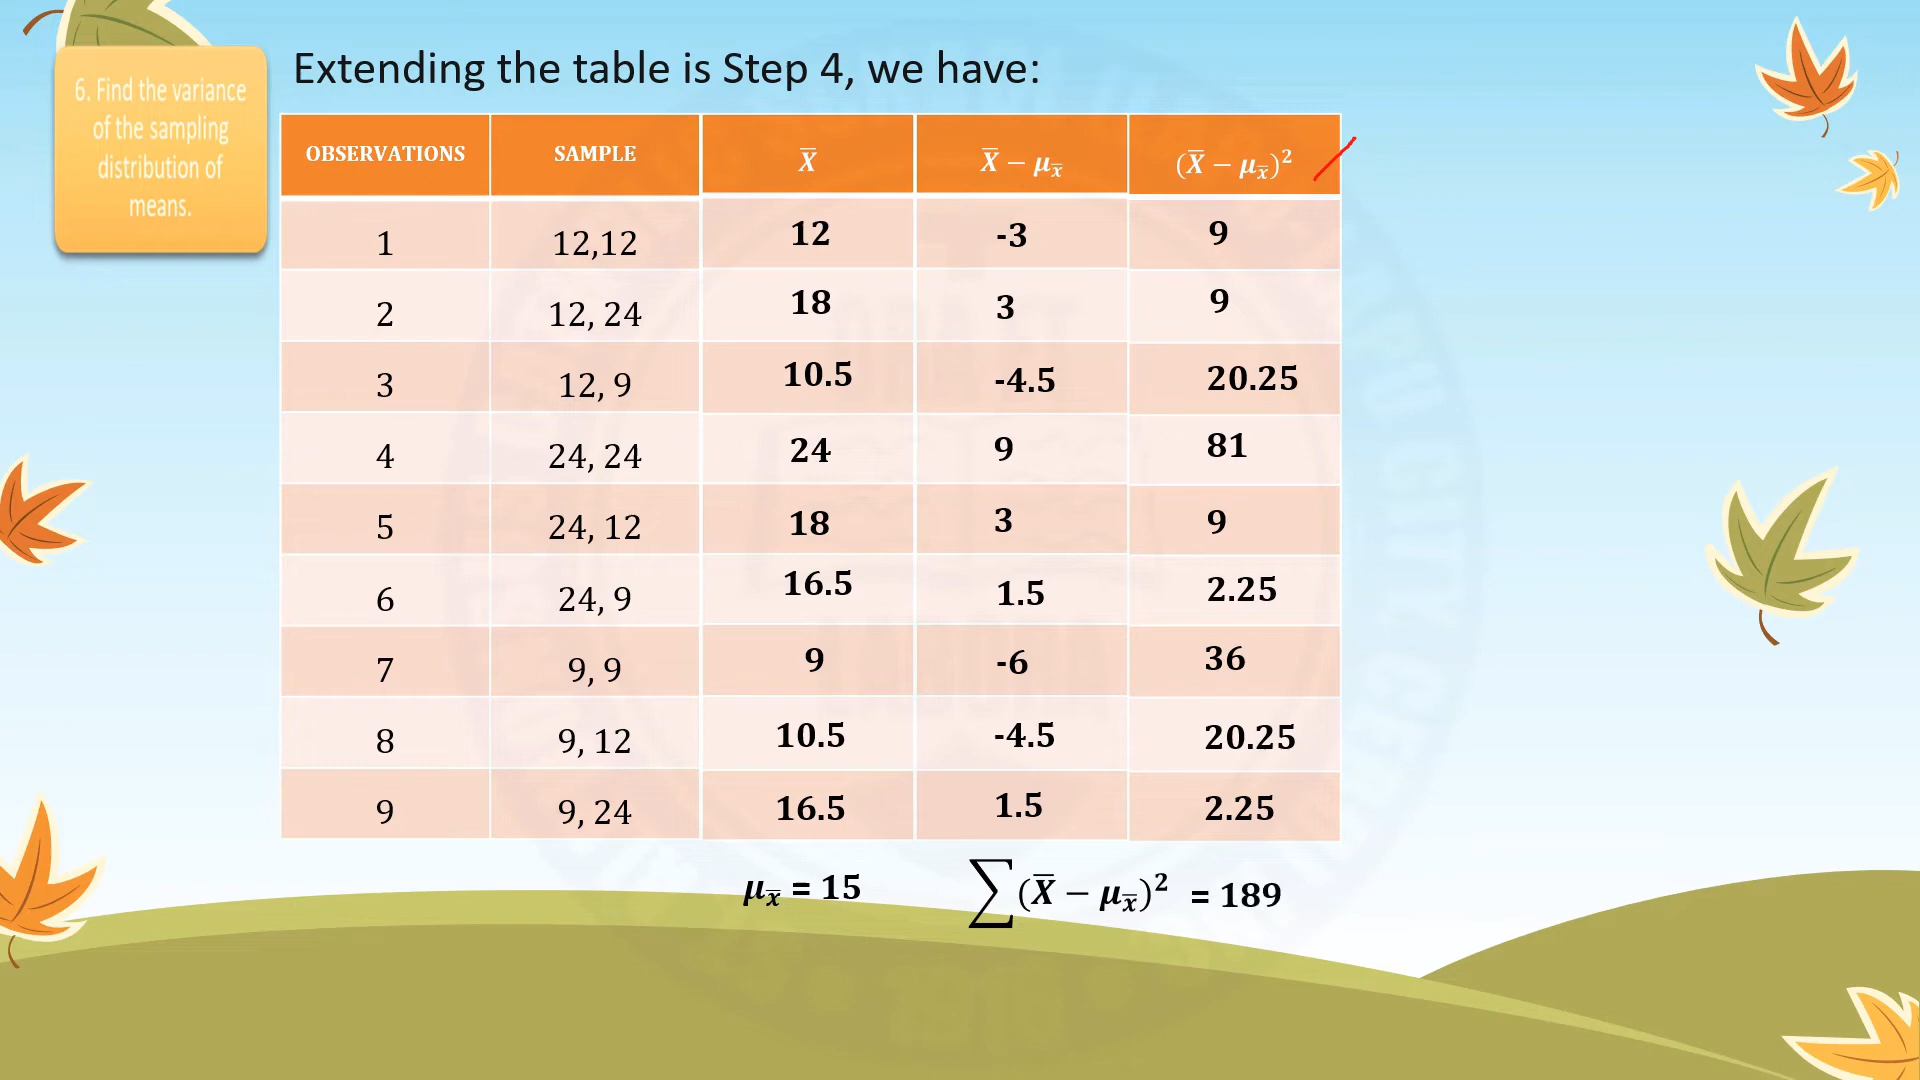 6. Find the variance
of the sampling
distribution of
means.
Extending the table is Step 4, we have:
OBSERVATIONS SAMPLE X̅ X̅ − μx̅ (X̅ − μx̅)²
1 12,12 12 -3 9
2 12, 24 18 3 9
3 12, 9 10.5 -4.5 20.25
4 24, 24 24 9 81
5 24, 12 18 3 9
6 24, 9 16.5 1.5 2.25
7 9, 9 9 -6 36
8 9, 12 10.5 -4.5 20.25
9 9, 24 16.5 1.5 2.25
μx̅ = 15 ∑(X̅ − μx̅)² = 189